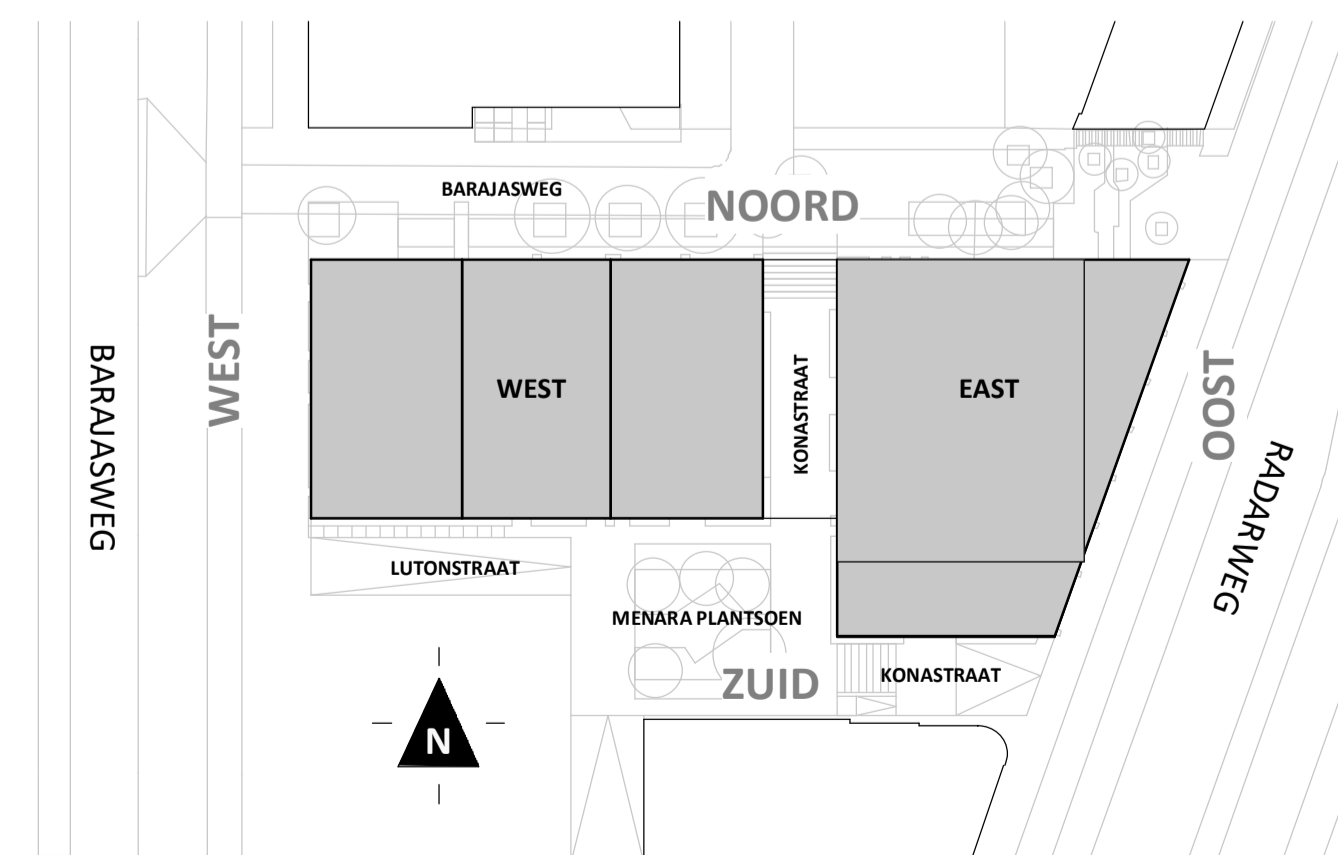 BARAJASWEG
NOORD
BARAJASWEG
WEST
WEST
KONASTRAAT
EAST
OOST
RADARWEG
LUTONSTRAAT
MENARA PLANTSOEN
ZUID
KONASTRAAT
N